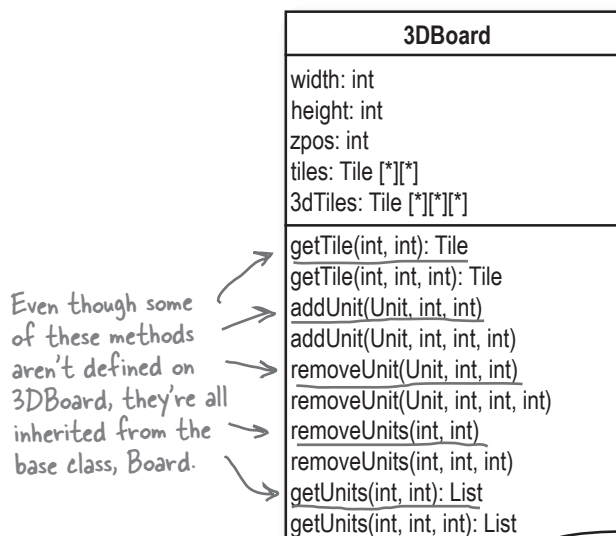 3DBoard
width: int
height: int
zpos: int
tiles: Tile [*][*]
3dTiles: Tile [*][*][*]
getTile(int, int): Tile
getTile(int, int, int): Tile
addUnit(Unit, int, int)
addUnit(Unit, int, int, int)
removeUnit(Unit, int, int)
removeUnit(Unit, int, int, int)
removeUnits(int, int)
removeUnits(int, int, int)
getUnits(int, int): List
getUnits(int, int, int): List
Even though some
of these methods
aren't defined on
3DBoard, they're all
inherited from the
base class, Board.